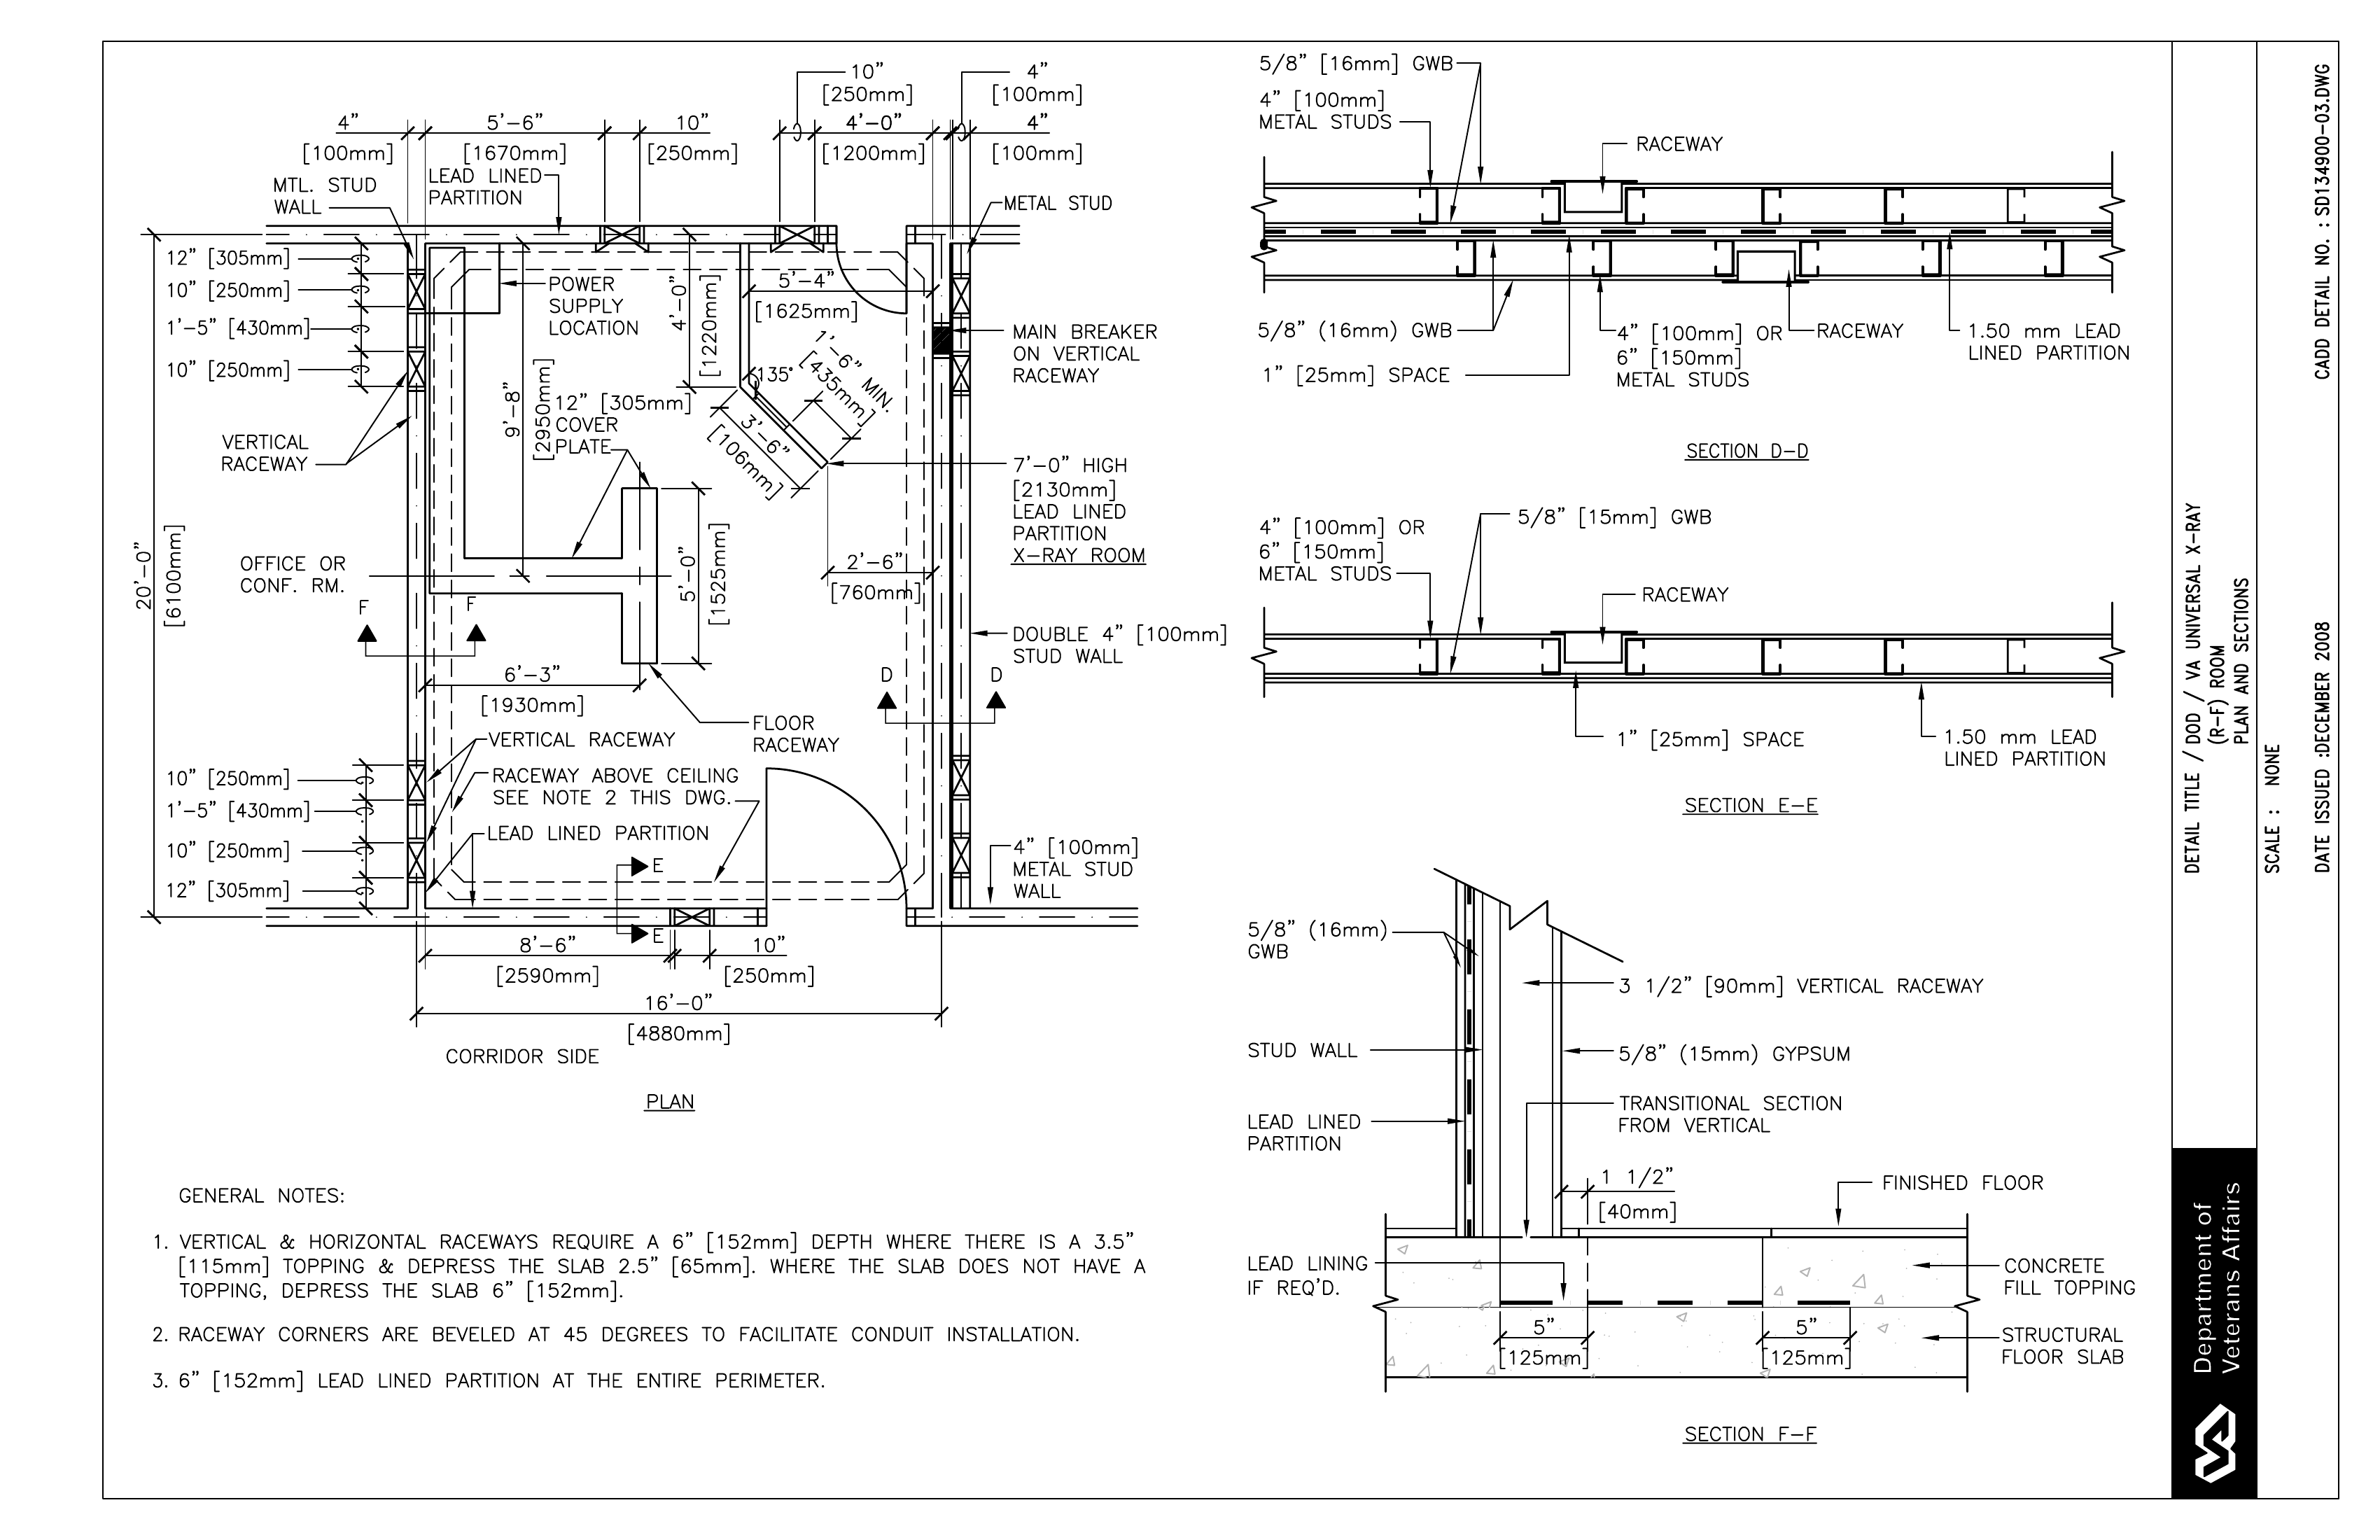 10”
[250mm]
4”
[100mm]
4”
[100mm]
5’-6”
[1670mm]
10”
[250mm]
4’-0”
[1200mm]
4”
[100mm]
MTL. STUD
WALL
LEAD LINED
PARTITION
METAL STUD
12” [305mm]
10” [250mm]
1’-5” [430mm]
10” [250mm]
POWER
SUPPLY
LOCATION
4’-0”
[1220mm]
5’-4”
[1625mm]
MAIN BREAKER
ON VERTICAL
RACEWAY
1’-6” MIN.
[435mm]
135°
3’-6”
[106mm]
9’-8”
[2950mm]
12” [305mm]
COVER
PLATE
VERTICAL
RACEWAY
7’-0” HIGH
[2130mm]
LEAD LINED
PARTITION
X-RAY ROOM
20’-0”
[6100mm]
OFFICE OR
CONF. RM.
5’-0”
[1525mm]
2’-6”
[760mm]
F
F
DOUBLE 4” [100mm]
STUD WALL
6’-3”
[1930mm]
D
D
FLOOR
RACEWAY
VERTICAL RACEWAY
RACEWAY ABOVE CEILING
SEE NOTE 2 THIS DWG.
LEAD LINED PARTITION
10” [250mm]
1’-5” [430mm]
10” [250mm]
12” [305mm]
E
E
4” [100mm]
METAL STUD
WALL
8’-6”
[2590mm]
10”
[250mm]
16’-0”
[4880mm]
CORRIDOR SIDE
PLAN
GENERAL NOTES:
1. VERTICAL & HORIZONTAL RACEWAYS REQUIRE A 6” [152mm] DEPTH WHERE THERE IS A 3.5”
[115mm] TOPPING & DEPRESS THE SLAB 2.5” [65mm]. WHERE THE SLAB DOES NOT HAVE A
TOPPING, DEPRESS THE SLAB 6” [152mm].
2. RACEWAY CORNERS ARE BEVELED AT 45 DEGREES TO FACILITATE CONDUIT INSTALLATION.
3. 6” [152mm] LEAD LINED PARTITION AT THE ENTIRE PERIMETER.
5/8” [16mm] GWB
4” [100mm]
METAL STUDS
RACEWAY
5/8” (16mm) GWB
1” [25mm] SPACE
4” [100mm] OR
6” [150mm]
METAL STUDS
RACEWAY
1.50 mm LEAD
LINED PARTITION
SECTION D-D
5/8” [15mm] GWB
4” [100mm] OR
6” [150mm]
METAL STUDS
RACEWAY
1” [25mm] SPACE
1.50 mm LEAD
LINED PARTITION
SECTION E-E
5/8” (16mm)
GWB
3 1/2” [90mm] VERTICAL RACEWAY
STUD WALL
5/8” (15mm) GYPSUM
TRANSITIONAL SECTION
FROM VERTICAL
LEAD LINED
PARTITION
1 1/2”
[40mm]
FINISHED FLOOR
LEAD LINING
IF REQ’D.
CONCRETE
FILL TOPPING
5”
[125mm]
5”
[125mm]
STRUCTURAL
FLOOR SLAB
SECTION F-F
DETAIL TITLE / DOD / VA UNIVERSAL X-RAY
(R-F) ROOM
PLAN AND SECTIONS
SCALE : NONE
DATE ISSUED :DECEMBER 2008
CADD DETAIL NO. : SD134900-03.DWG
Department of
Veterans Affairs